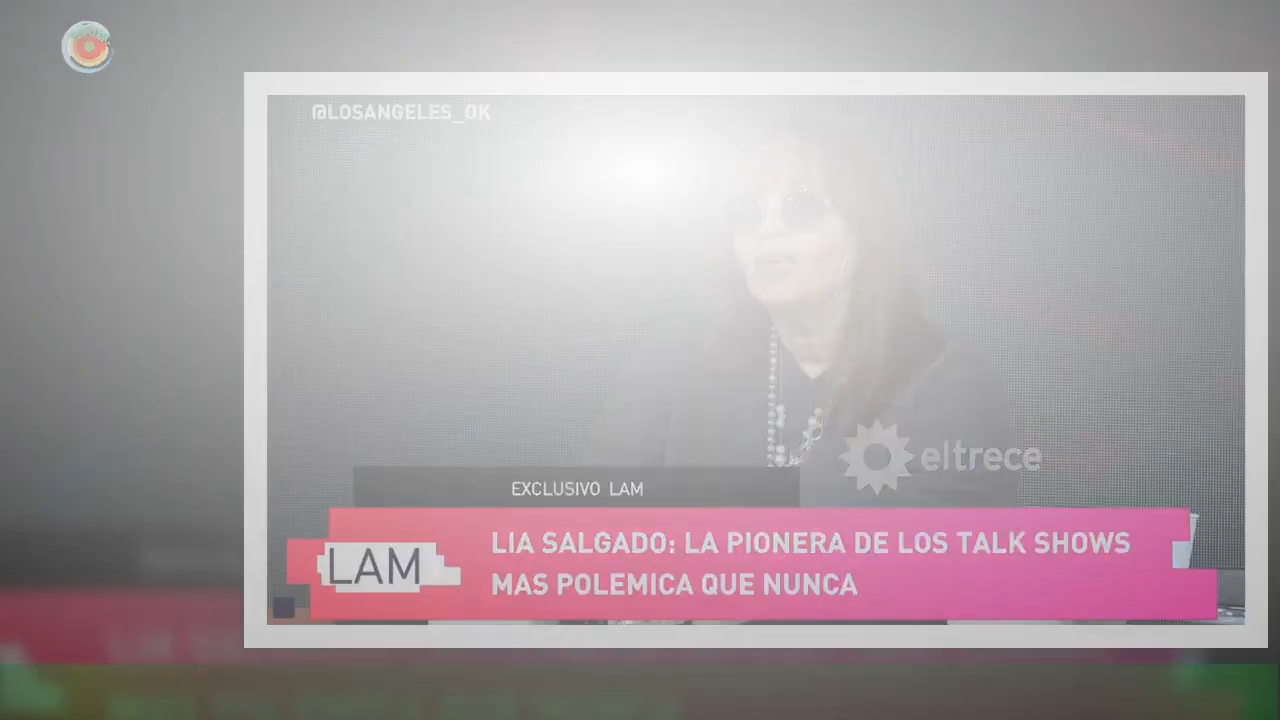 @LOSANGELES_OK
eltrece
EXCLUSIVO LAM
LAM
LIA SALGADO: LA PIONERA DE LOS TALK SHOWS
MAS POLEMICA QUE NUNCA